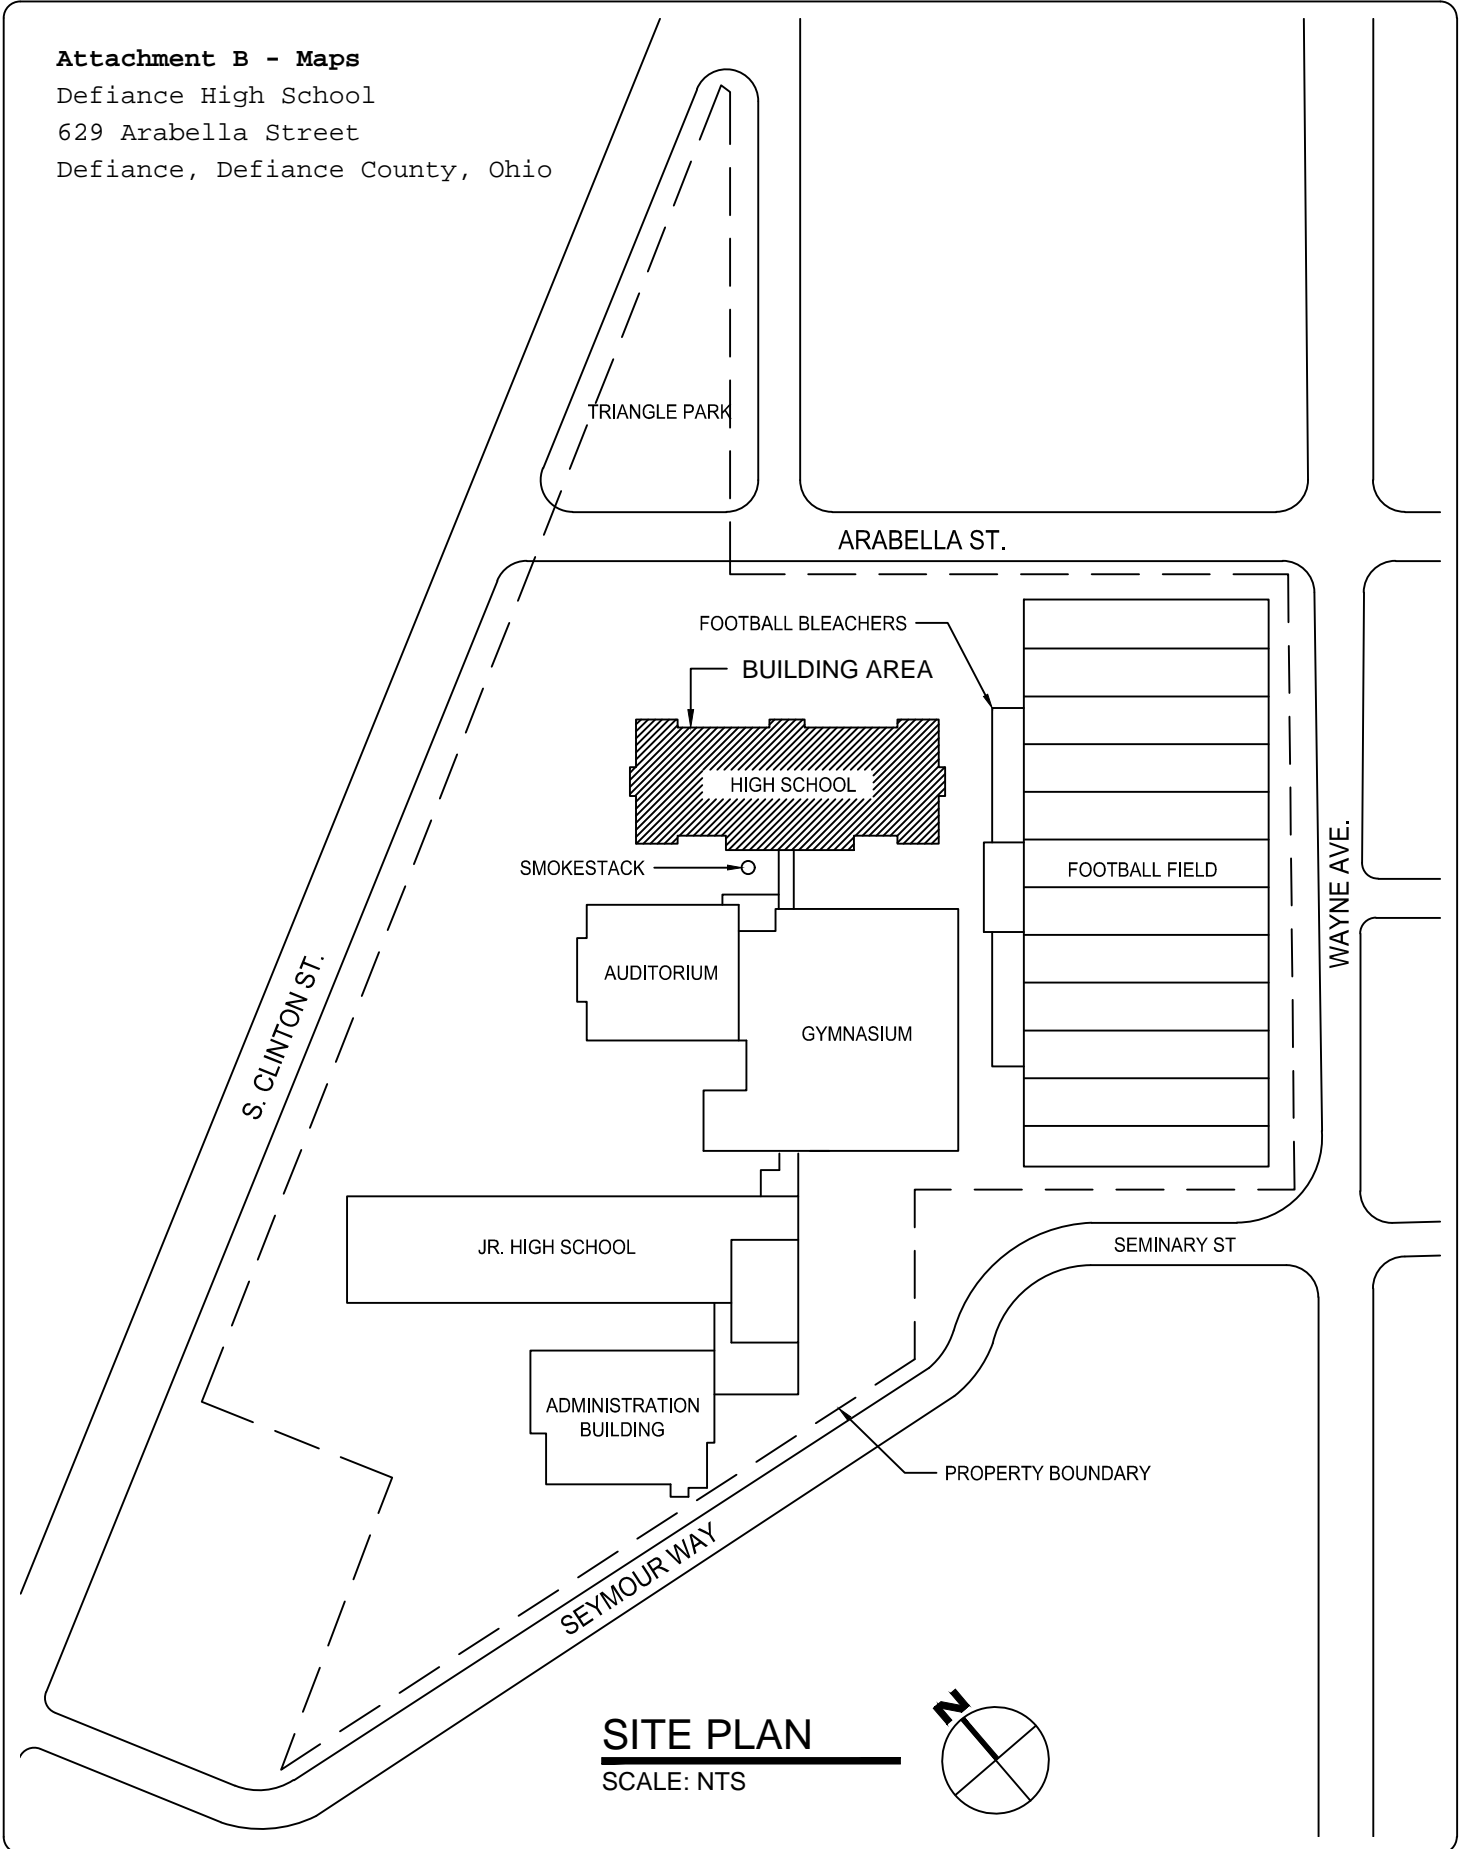 Attachment B - Maps
Defiance High School
629 Arabella Street
Defiance, Defiance County, Ohio
TRIANGLE PARK
ARABELLA ST.
FOOTBALL BLEACHERS
BUILDING AREA
HIGH SCHOOL
SMOKESTACK
FOOTBALL FIELD
WAYNE AVE.
AUDITORIUM
S. CLINTON ST.
GYMNASIUM
JR. HIGH SCHOOL
SEMINARY ST
ADMINISTRATION
BUILDING
PROPERTY BOUNDARY
SEYMOUR WAY
SITE PLAN
SCALE: NTS
N